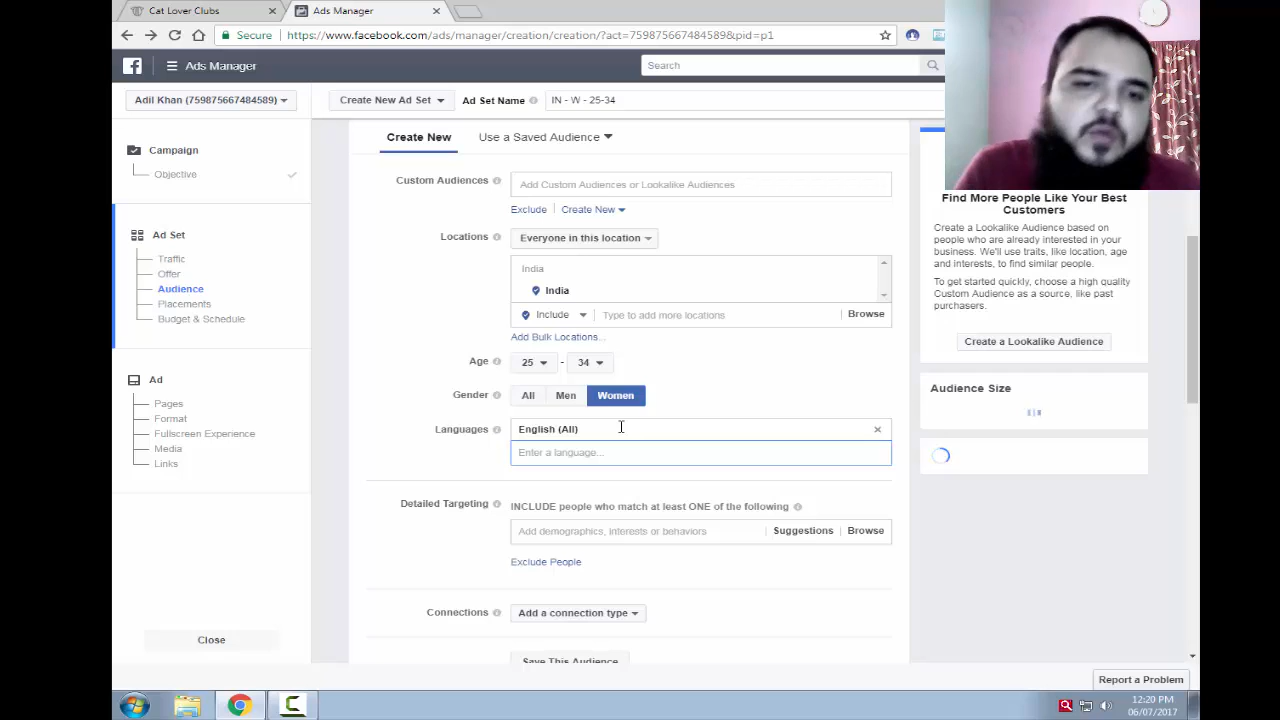 Cat Lover Clubs
Ads Manager
Secure
https://www.facebook.com/ads/manager/creation/creation/?act=759875667484589&pid=p1
Ads Manager
Search
Adil Khan (759875667484589)
Create New Ad Set
Ad Set Name
IN - W - 25-34
Campaign
Objective
Ad Set
Traffic
Offer
Audience
Placements
Budget & Schedule
Ad
Pages
Format
Fullscreen Experience
Media
Links
Close
Create New
Use a Saved Audience
Custom Audiences
Add Custom Audiences or Lookalike Audiences
Exclude
Create New
Locations
Everyone in this location
India
India
Include
Type to add more locations
Browse
Add Bulk Locations...
Age
25 - 34
Gender
All
Men
Women
Languages
English (All)
Enter a language...
Detailed Targeting
INCLUDE people who match at least ONE of the following
Add demographics, interests or behaviors
Suggestions
Browse
Exclude People
Connections
Add a connection type
Save This Audience
Find More People Like Your Best
Customers
Create a Lookalike Audience based on
people who are already interested in your
business. We'll use traits, like location, age
and interests, to find similar people.
To get started quickly, choose a high quality
Custom Audience as a source, like past
purchasers.
Create a Lookalike Audience
Audience Size
Report a Problem
12:20 PM
06/07/2017